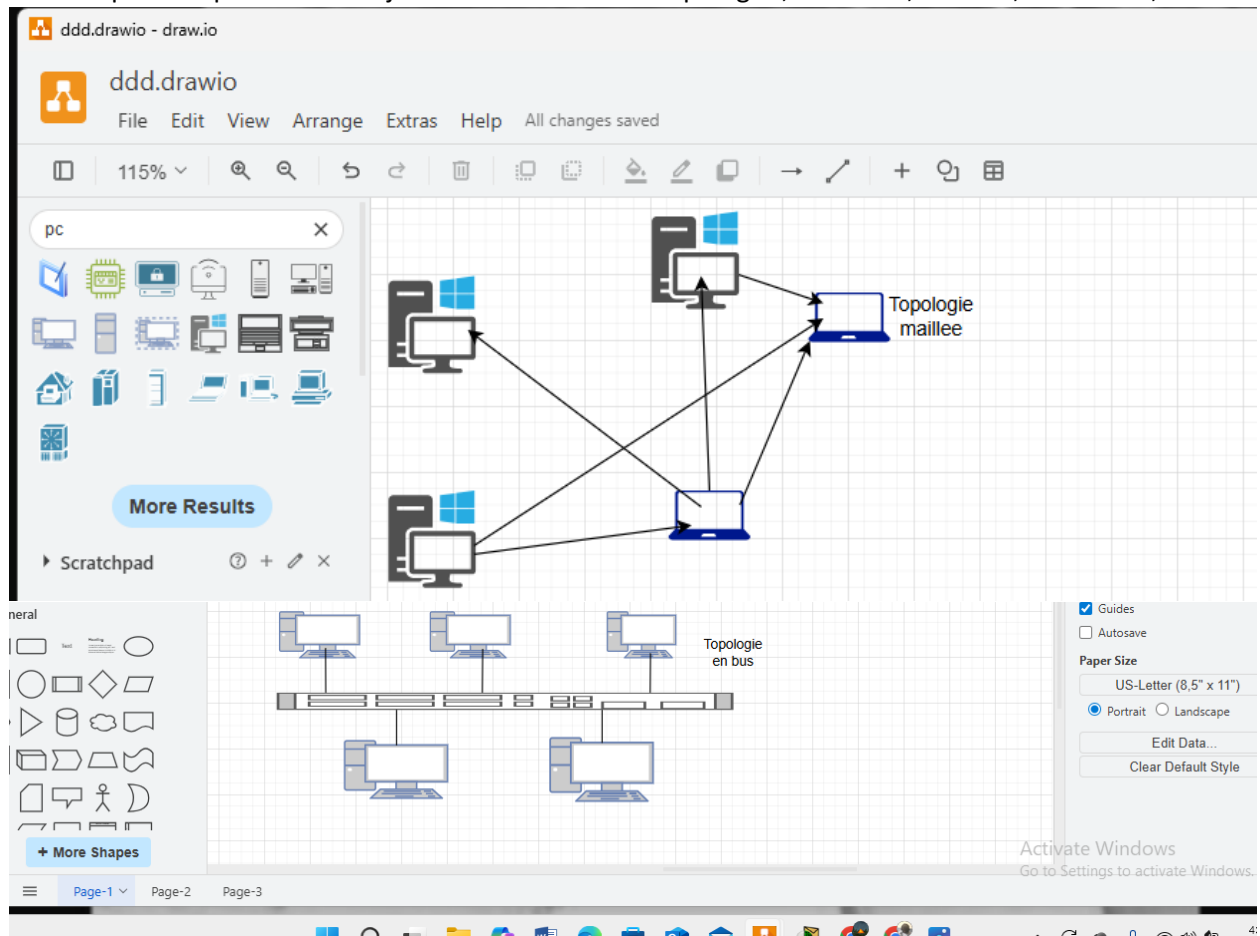 ddd.drawio - draw.io
ddd.drawio
File Edit View Arrange Extras Help All changes saved
115%
pc
More Results
Scratchpad
Topologie
maillee
neral
Text
Topologie
en bus
Guides
Autosave
Paper Size
US-Letter (8,5" x 11")
Portrait Landscape
Edit Data...
Clear Default Style
+ More Shapes
Activate Windows
Go to Settings to activate Windows.
Page-1 Page-2 Page-3